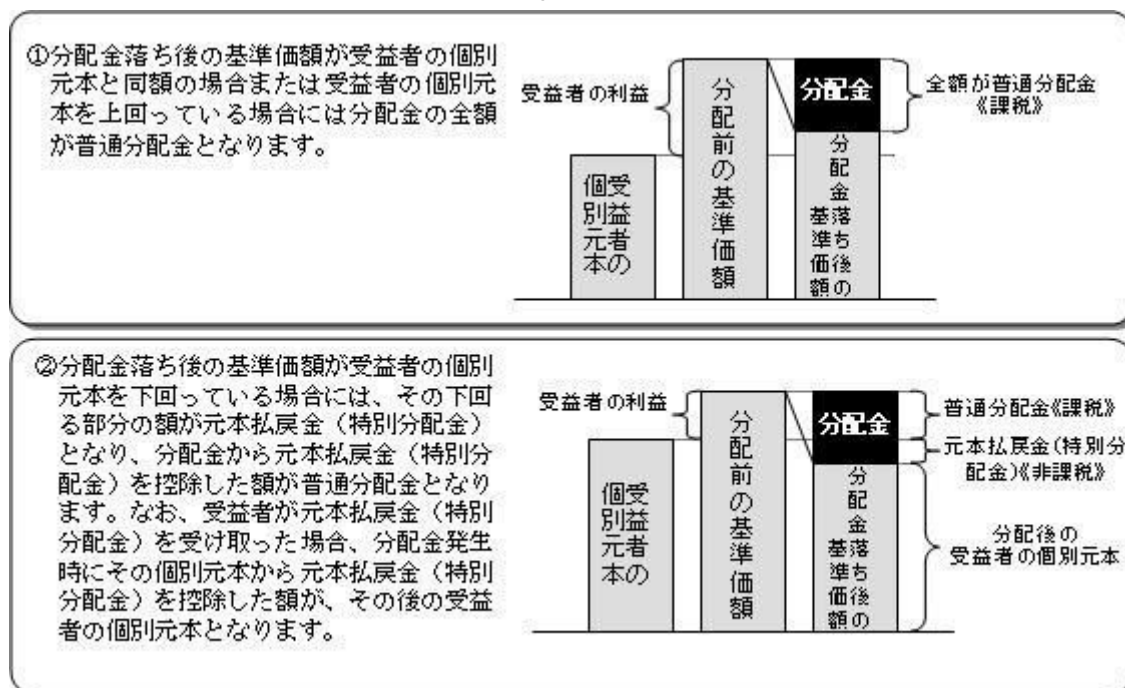 ①分配金落ち後の基準価額が受益者の個別
元本と同額の場合または受益者の個別元
本を上回っている場合には分配金の全額
が普通分配金となります。
受益者の利益
受益者の
個別元本
分配前の基準価額
分配金
分配金落ち後の
基準価額
全額が普通分配金
《課税》
②分配金落ち後の基準価額が受益者の個別
元本を下回っている場合には、その下回
る部分の額が元本払戻金（特別分配金）
となり、分配金から元本払戻金（特別分
配金）を控除した額が普通分配金となり
ます。なお、受益者が元本払戻金（特別
分配金）を受け取った場合、分配金発生
時にその個別元本から元本払戻金（特別
分配金）を控除した額が、その後の受益
者の個別元本となります。
受益者の利益
受益者の
個別元本
分配前の基準価額
分配金
分配金落ち後の
基準価額
普通分配金《課税》
元本払戻金(特別分
配金)《非課税》
分配後の
受益者の個別元本